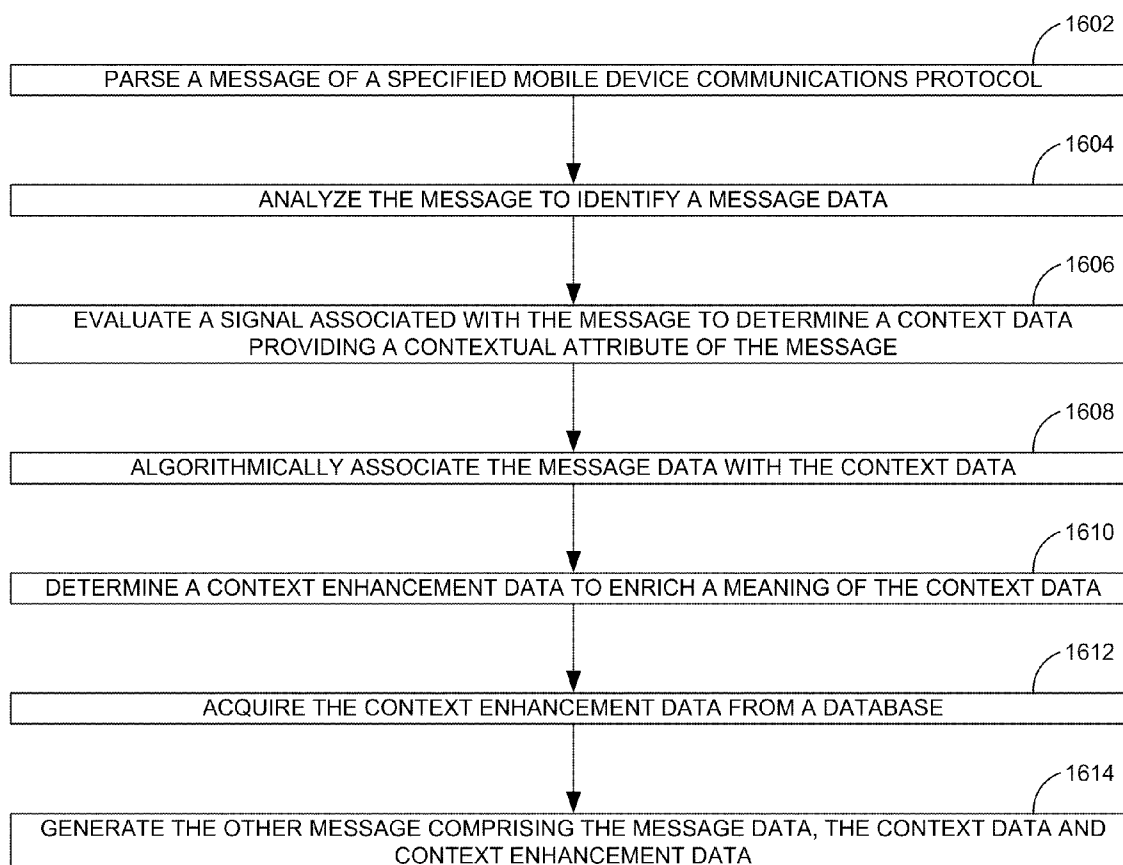 1602
PARSE A MESSAGE OF A SPECIFIED MOBILE DEVICE COMMUNICATIONS PROTOCOL
1604
ANALYZE THE MESSAGE TO IDENTIFY A MESSAGE DATA
1606
EVALUATE A SIGNAL ASSOCIATED WITH THE MESSAGE TO DETERMINE A CONTEXT DATA
PROVIDING A CONTEXTUAL ATTRIBUTE OF THE MESSAGE
1608
ALGORITHMICALLY ASSOCIATE THE MESSAGE DATA WITH THE CONTEXT DATA
1610
DETERMINE A CONTEXT ENHANCEMENT DATA TO ENRICH A MEANING OF THE CONTEXT DATA
1612
ACQUIRE THE CONTEXT ENHANCEMENT DATA FROM A DATABASE
1614
GENERATE THE OTHER MESSAGE COMPRISING THE MESSAGE DATA, THE CONTEXT DATA AND
CONTEXT ENHANCEMENT DATA